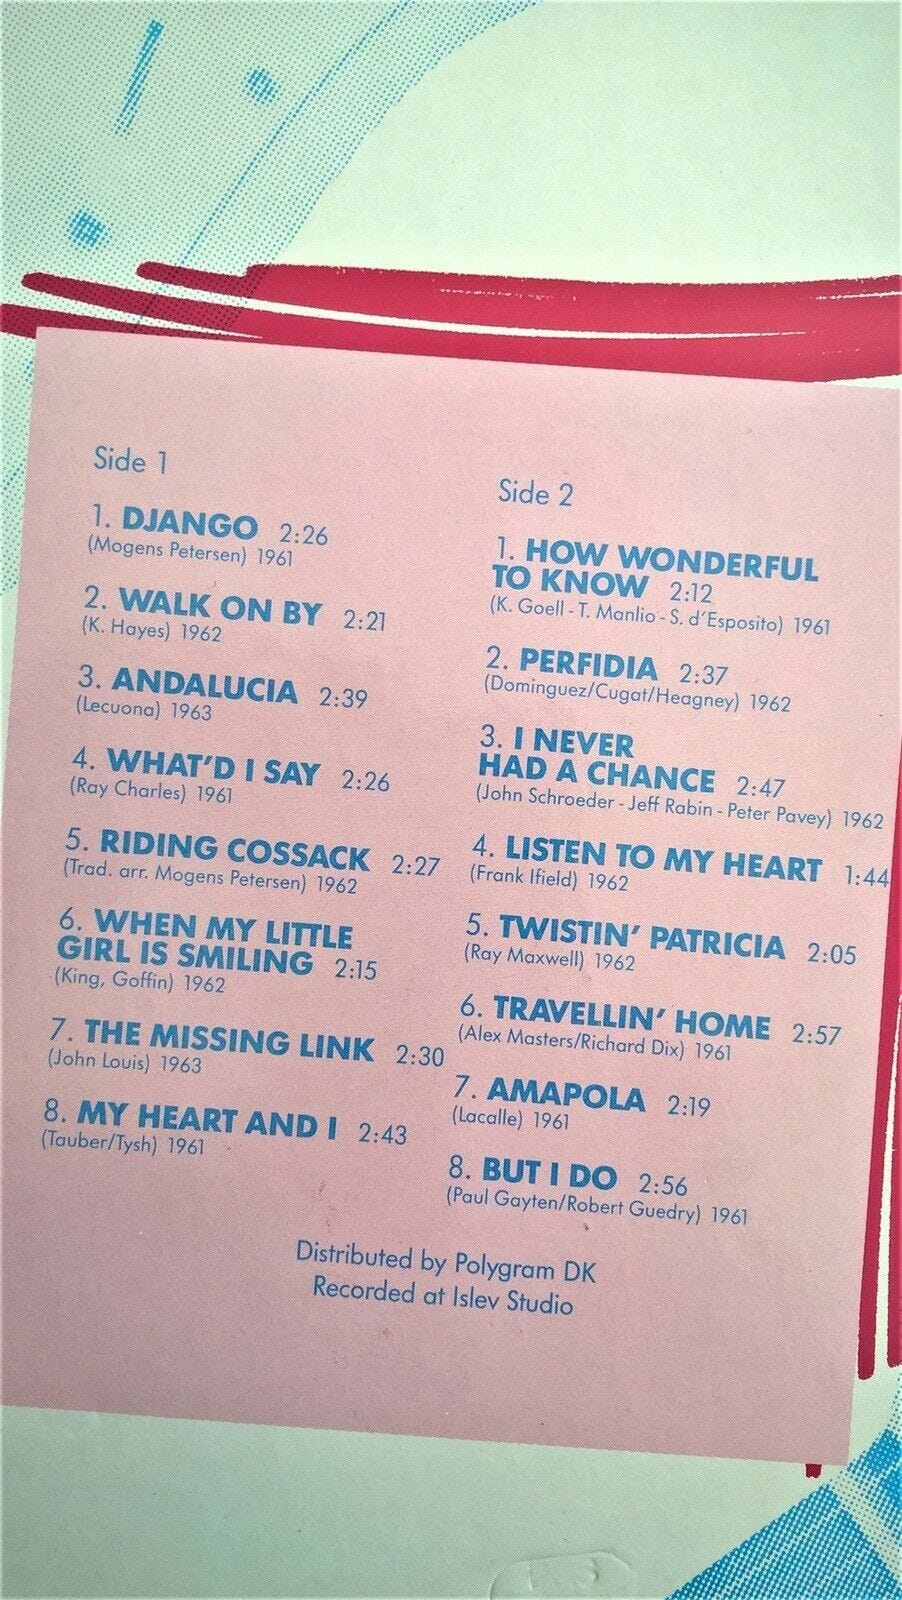 Side 1
1. DJANGO 2:26
(Mogens Petersen) 1961
2. WALK ON BY 2:21
(K. Hayes) 1962
3. ANDALUCIA 2:39
(Lecuona) 1963
4. WHAT'D I SAY 2:26
(Ray Charles) 1961
5. RIDING COSSACK 2:27
(Trad. arr. Mogens Petersen) 1962
6. WHEN MY LITTLE
GIRL IS SMILING 2:15
(King, Goffin) 1962
7. THE MISSING LINK 2:30
(John Louis) 1963
8. MY HEART AND I 2:43
(Tauber/Tysh) 1961
Side 2
1. HOW WONDERFUL
TO KNOW 2:12
(K. Goell - T. Manlio - S. d'Esposito) 1961
2. PERFIDIA 2:37
(Dominguez/Cugat/Heagney) 1962
3. I NEVER
HAD A CHANCE 2:47
(John Schroeder - Jeff Rabin - Peter Pavey) 1962
4. LISTEN TO MY HEART 1:44
(Frank Ifield) 1962
5. TWISTIN' PATRICIA 2:05
(Ray Maxwell) 1962
6. TRAVELLIN' HOME 2:57
(Alex Masters/Richard Dix) 1961
7. AMAPOLA 2:19
(Lacalle) 1961
8. BUT I DO 2:56
(Paul Gayten/Robert Guedry) 1961
Distributed by Polygram DK
Recorded at Islev Studio